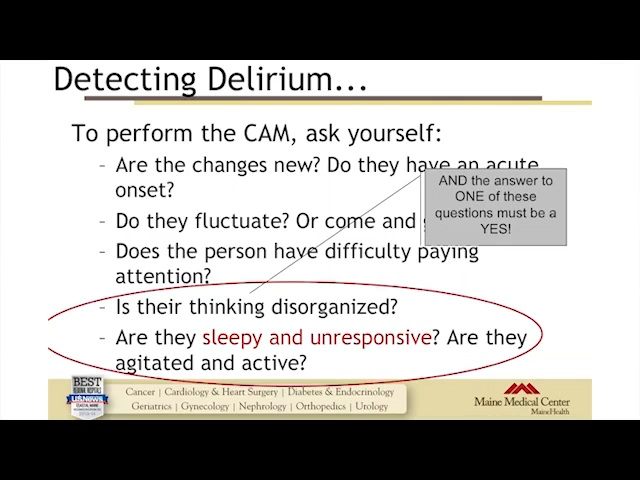 Detecting Delirium...
To perform the CAM, ask yourself:
- Are the changes new? Do they have an acute
onset?
- Do they fluctuate? Or come and
- Does the person have difficulty paying
attention?
- Is their thinking disorganized?
- Are they sleepy and unresponsive? Are they
agitated and active?
AND the answer to
ONE of these
questions must be a
YES!
BEST
REGIONAL HOSPITALS
U.S.NEWS
Cancer | Cardiology & Heart Surgery | Diabetes & Endocrinology
Geriatrics | Gynecology | Nephrology | Orthopedics | Urology
Maine Medical Center
MaineHealth